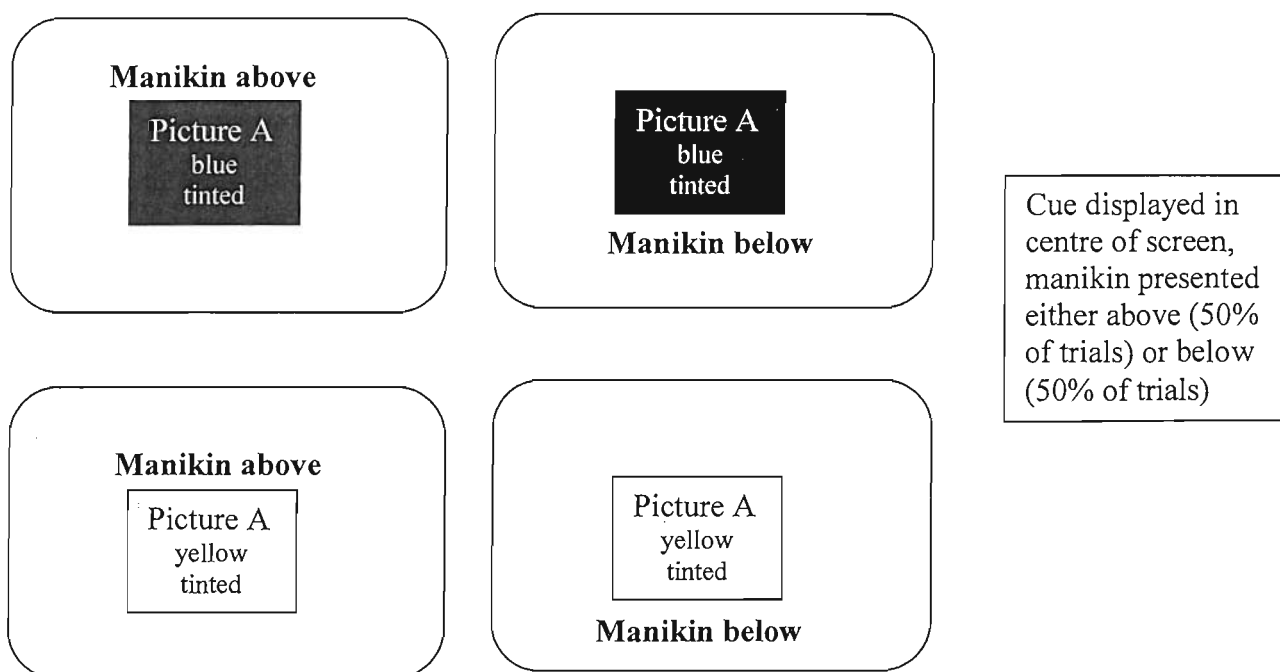 Manikin above
Picture A
blue
tinted
Picture A
blue
tinted
Manikin below
Cue displayed in
centre of screen,
manikin presented
either above (50%
of trials) or below
(50% of trials)
Manikin above
Picture A
yellow
tinted
Picture A
yellow
tinted
Manikin below